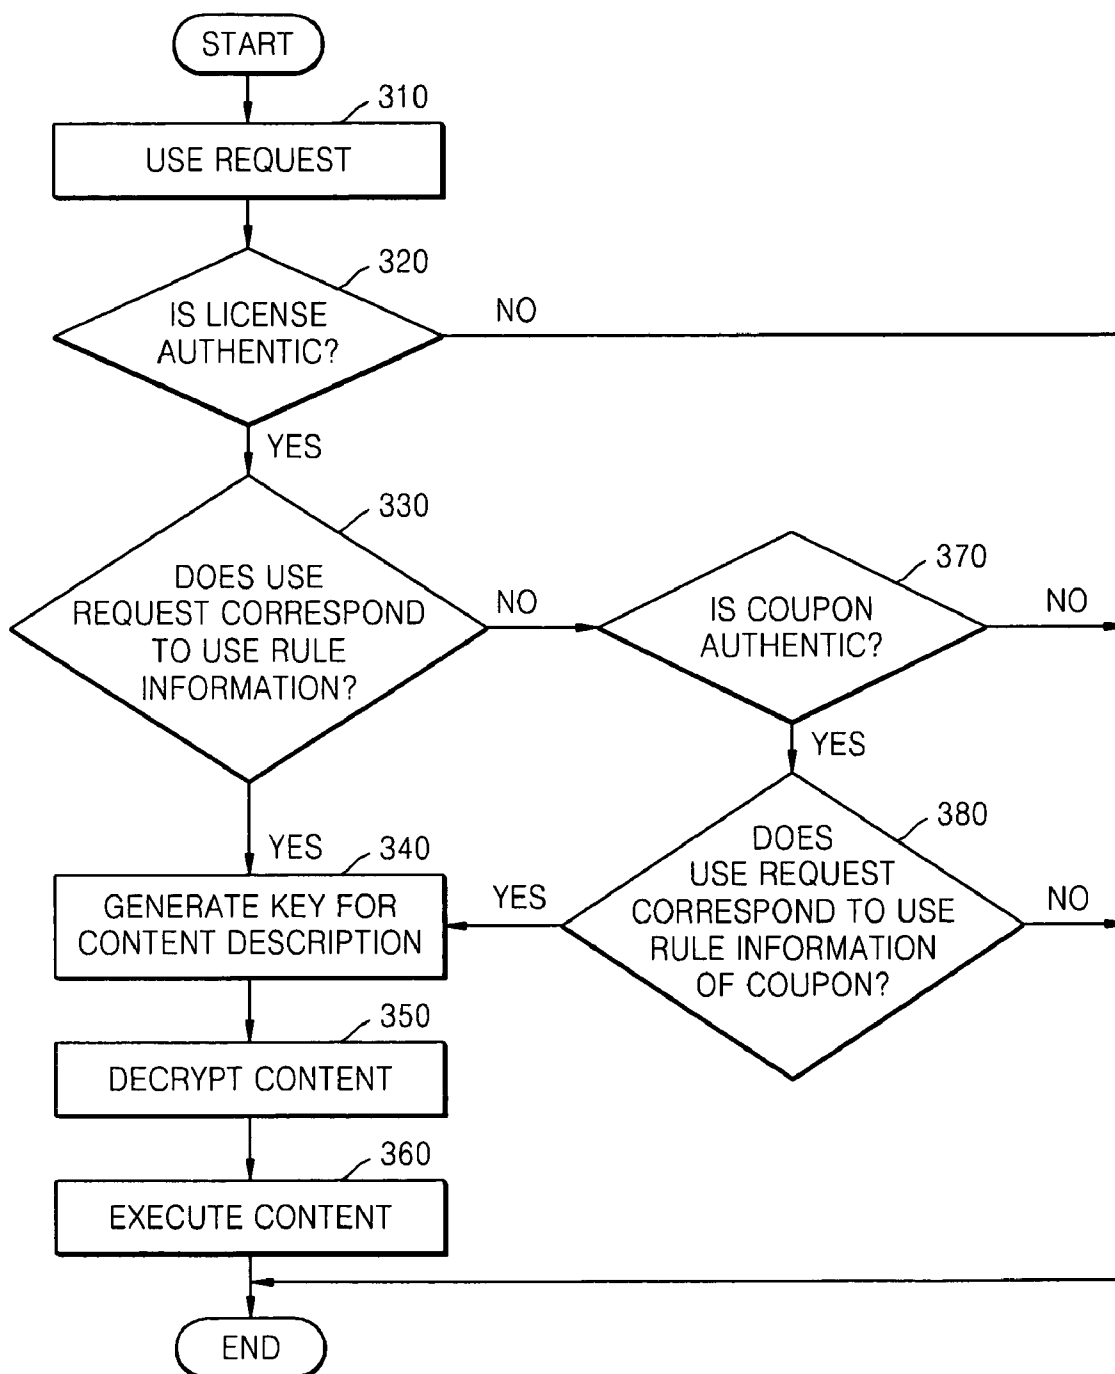 START
310
USE REQUEST
320
IS LICENSE
AUTHENTIC?
NO
YES
330
DOES USE
REQUEST CORRESPOND
TO USE RULE
INFORMATION?
NO
370
IS COUPON
AUTHENTIC?
NO
YES
380
DOES
USE REQUEST
CORRESPOND TO USE
RULE INFORMATION
OF COUPON?
YES
NO
YES
340
GENERATE KEY FOR
CONTENT DESCRIPTION
350
DECRYPT CONTENT
360
EXECUTE CONTENT
END